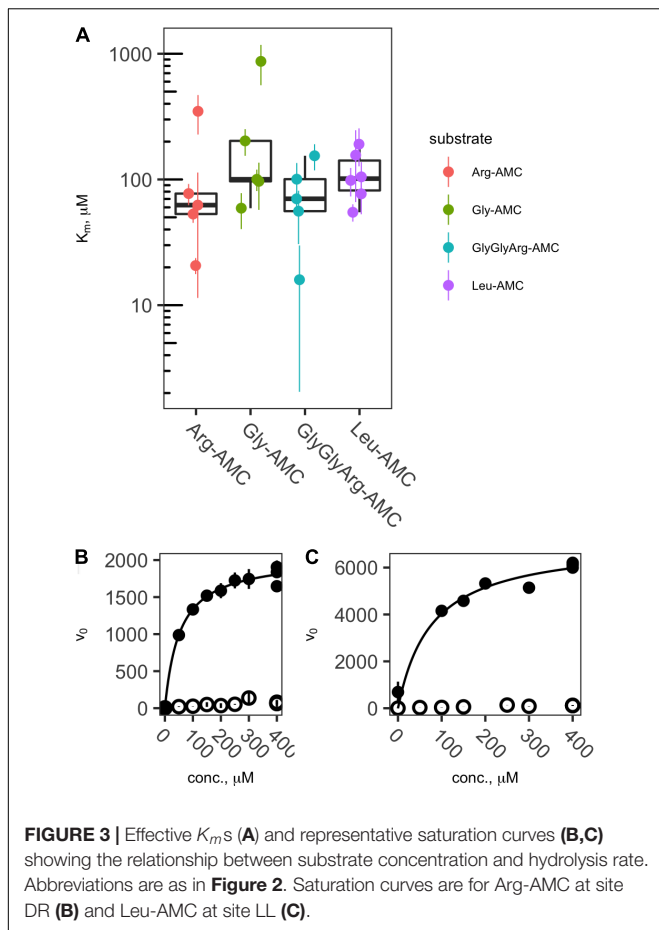 A
1000
100
10
Km, μM
Arg-AMC
Gly-AMC
GlyGlyArg-AMC
Leu-AMC
substrate
Arg-AMC
Gly-AMC
GlyGlyArg-AMC
Leu-AMC
B
2000
1500
1000
500
0
v0
0
100
200
300
400
conc., μM
C
6000
4000
2000
0
v0
0
100
200
300
400
conc., μM
FIGURE 3 | Effective Kms (A) and representative saturation curves (B,C)
showing the relationship between substrate concentration and hydrolysis rate.
Abbreviations are as in Figure 2. Saturation curves are for Arg-AMC at site
DR (B) and Leu-AMC at site LL (C).